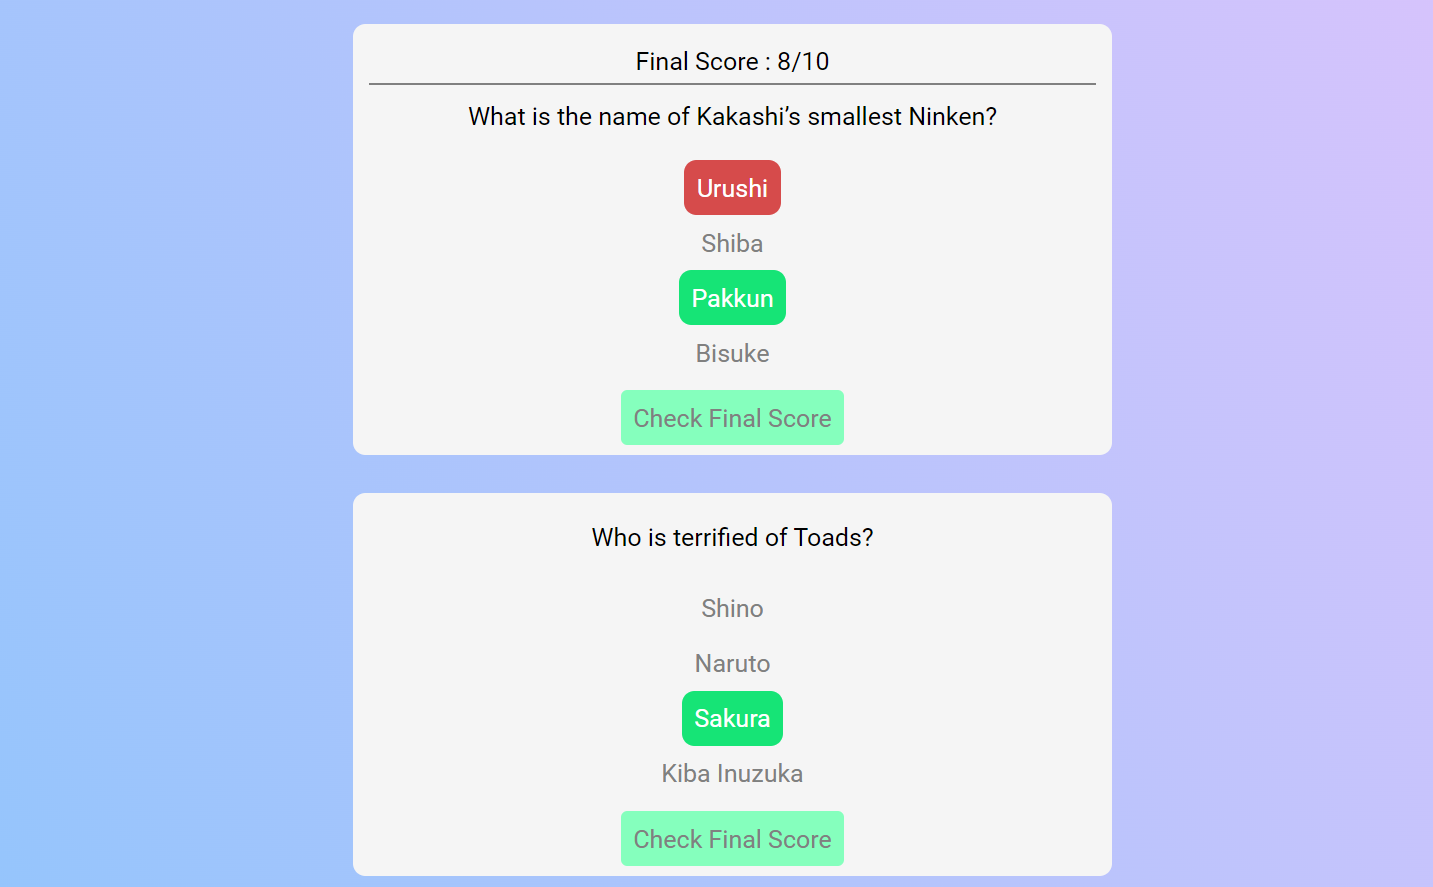 Final Score : 8/10
What is the name of Kakashi’s smallest Ninken?
Urushi
Shiba
Pakkun
Bisuke
Check Final Score
Who is terrified of Toads?
Shino
Naruto
Sakura
Kiba Inuzuka
Check Final Score